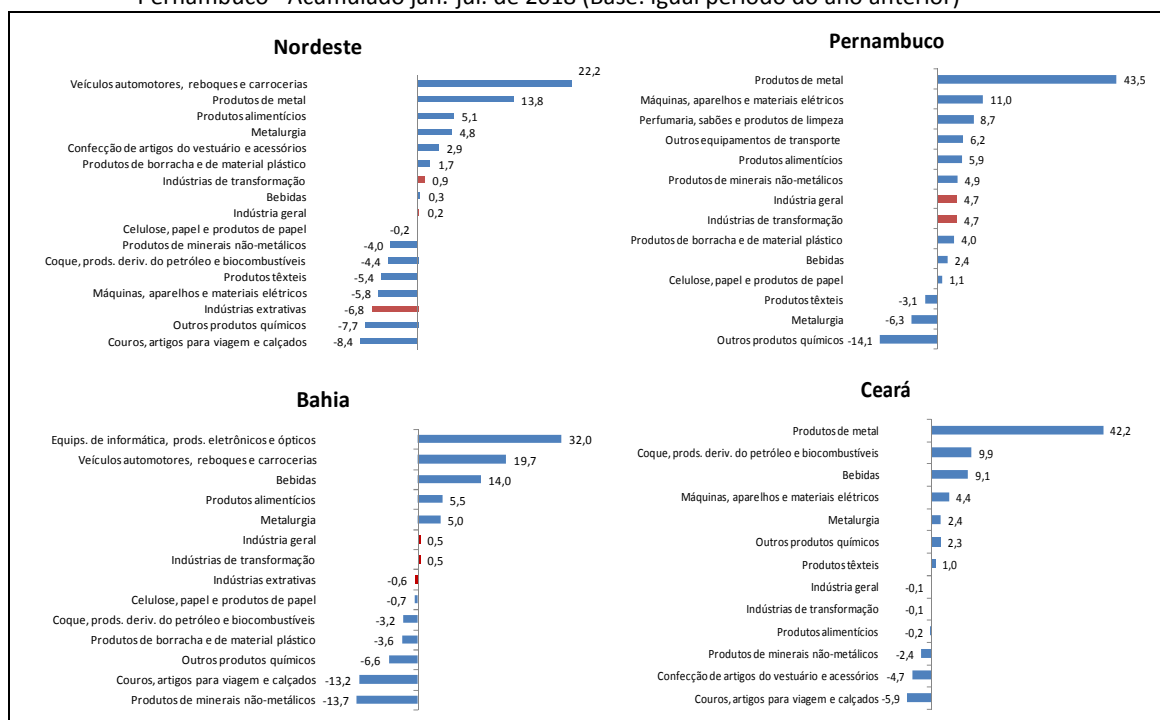 Pernambuco - Acumulado jan.-jul. de 2018 (Base: igual período do ano anterior)
Nordeste
Veículos automotores, reboques e carrocerias 22,2
Produtos de metal 13,8
Produtos alimentícios 5,1
Metalurgia 4,8
Confecção de artigos do vestuário e acessórios 2,9
Produtos de borracha e de material plástico 1,7
Indústrias de transformação 0,9
Bebidas 0,3
Indústria geral 0,2
Celulose, papel e produtos de papel -0,2
Produtos de minerais não-metálicos -4,0
Coque, prods. deriv. do petróleo e biocombustíveis -4,4
Produtos têxteis -5,4
Máquinas, aparelhos e materiais elétricos -5,8
Indústrias extrativas -6,8
Outros produtos químicos -7,7
Couros, artigos para viagem e calçados -8,4
Pernambuco
Produtos de metal 43,5
Máquinas, aparelhos e materiais elétricos 11,0
Perfumaria, sabões e produtos de limpeza 8,7
Outros equipamentos de transporte 6,2
Produtos alimentícios 5,9
Produtos de minerais não-metálicos 4,9
Indústria geral 4,7
Indústrias de transformação 4,7
Produtos de borracha e de material plástico 4,0
Bebidas 2,4
Celulose, papel e produtos de papel 1,1
Produtos têxteis -3,1
Metalurgia -6,3
Outros produtos químicos -14,1
Bahia
Equips. de informática, prods. eletrônicos e ópticos 32,0
Veículos automotores, reboques e carrocerias 19,7
Bebidas 14,0
Produtos alimentícios 5,5
Metalurgia 5,0
Indústria geral 0,5
Indústrias de transformação 0,5
Indústrias extrativas -0,6
Celulose, papel e produtos de papel -0,7
Coque, prods. deriv. do petróleo e biocombustíveis -3,2
Produtos de borracha e de material plástico -3,6
Outros produtos químicos -6,6
Couros, artigos para viagem e calçados -13,2
Produtos de minerais não-metálicos -13,7
Ceará
Produtos de metal 42,2
Coque, prods. deriv. do petróleo e biocombustíveis 9,9
Bebidas 9,1
Máquinas, aparelhos e materiais elétricos 4,4
Metalurgia 2,4
Outros produtos químicos 2,3
Produtos têxteis 1,0
Indústria geral -0,1
Indústrias de transformação -0,1
Produtos alimentícios -0,2
Produtos de minerais não-metálicos -2,4
Confecção de artigos do vestuário e acessórios -4,7
Couros, artigos para viagem e calçados -5,9